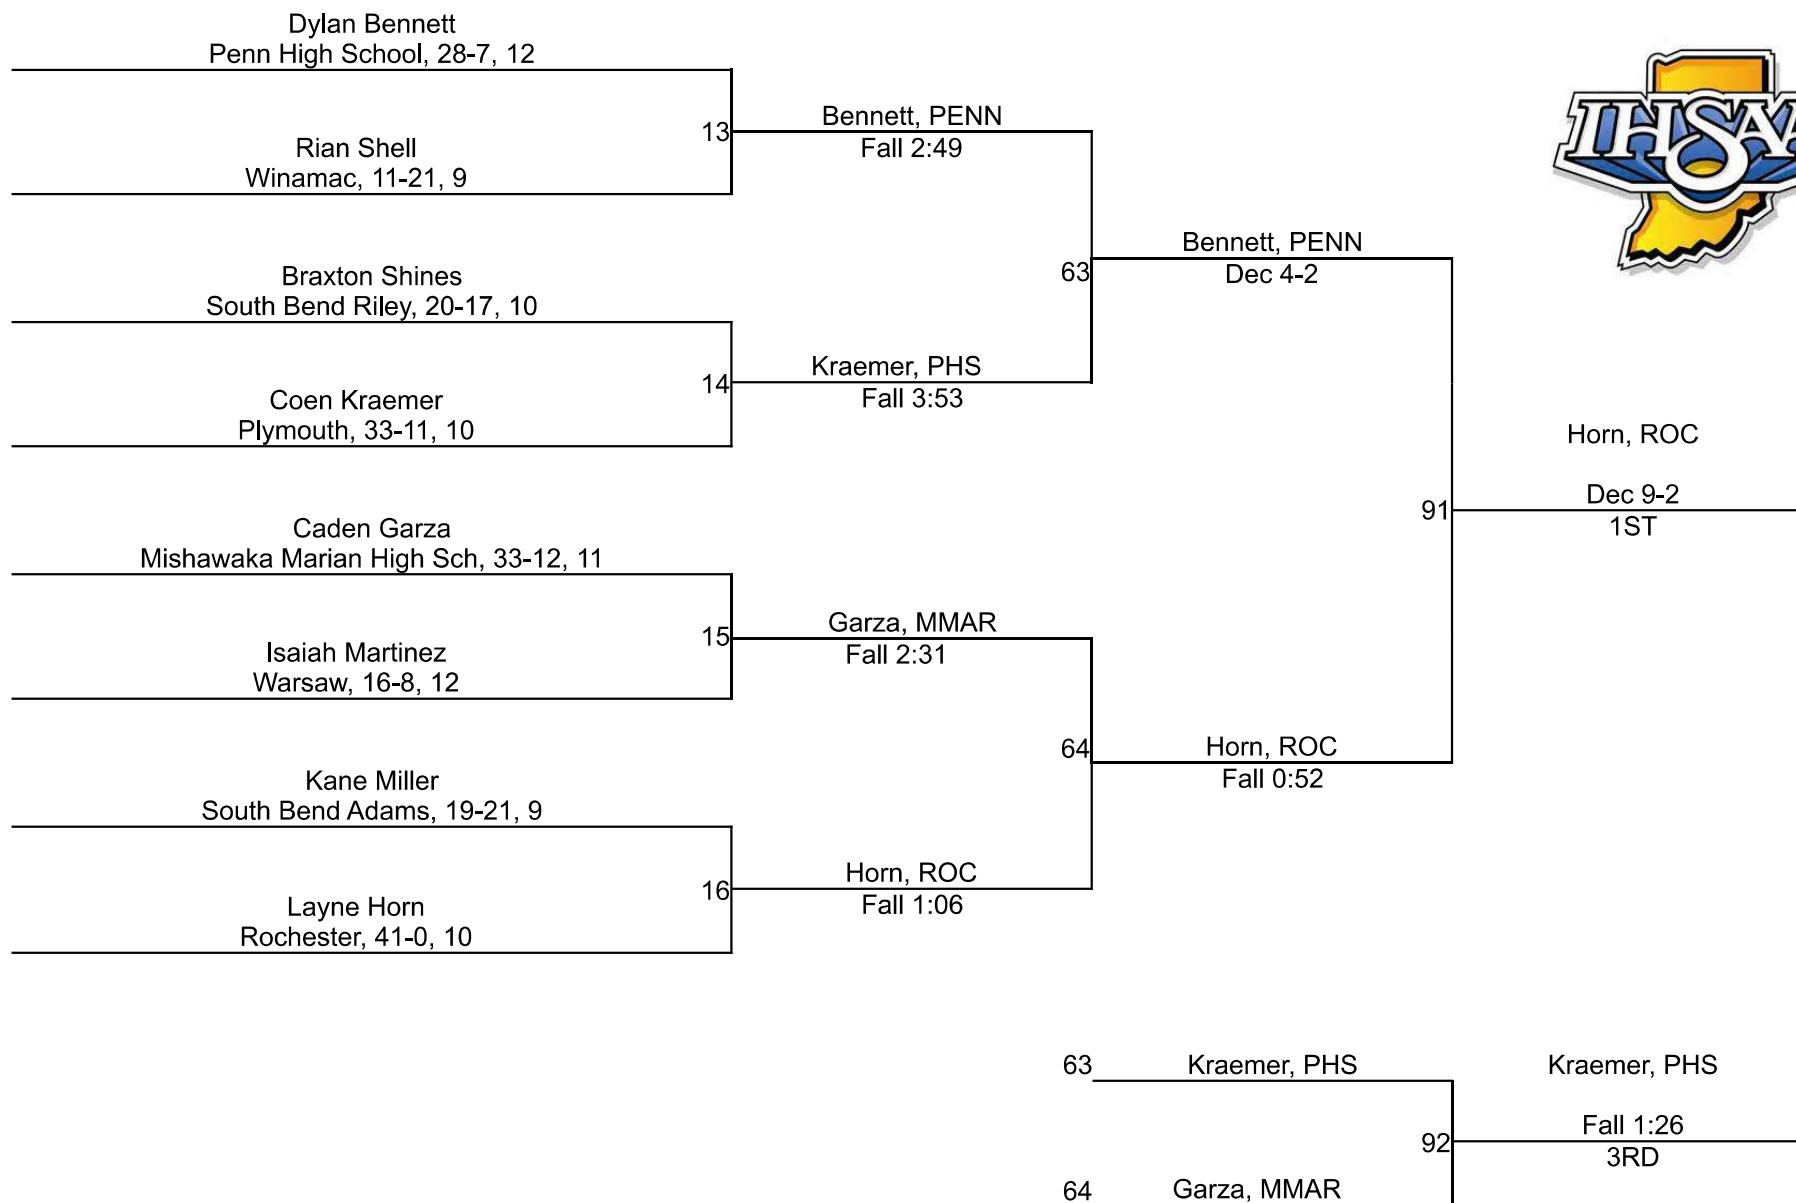 Dylan Bennett
Penn High School, 28-7, 12
13
Bennett, PENN
Fall 2:49
Rian Shell
Winamac, 11-21, 9
IHSAA
63
Bennett, PENN
Dec 4-2
Braxton Shines
South Bend Riley, 20-17, 10
14
Kraemer, PHS
Fall 3:53
Coen Kraemer
Plymouth, 33-11, 10
91
Horn, ROC
Dec 9-2
1ST
Caden Garza
Mishawaka Marian High Sch, 33-12, 11
15
Garza, MMAR
Fall 2:31
Isaiah Martinez
Warsaw, 16-8, 12
64
Horn, ROC
Fall 0:52
Kane Miller
South Bend Adams, 19-21, 9
16
Horn, ROC
Fall 1:06
Layne Horn
Rochester, 41-0, 10
63
Kraemer, PHS
Kraemer, PHS
92
Fall 1:26
3RD
64
Garza, MMAR